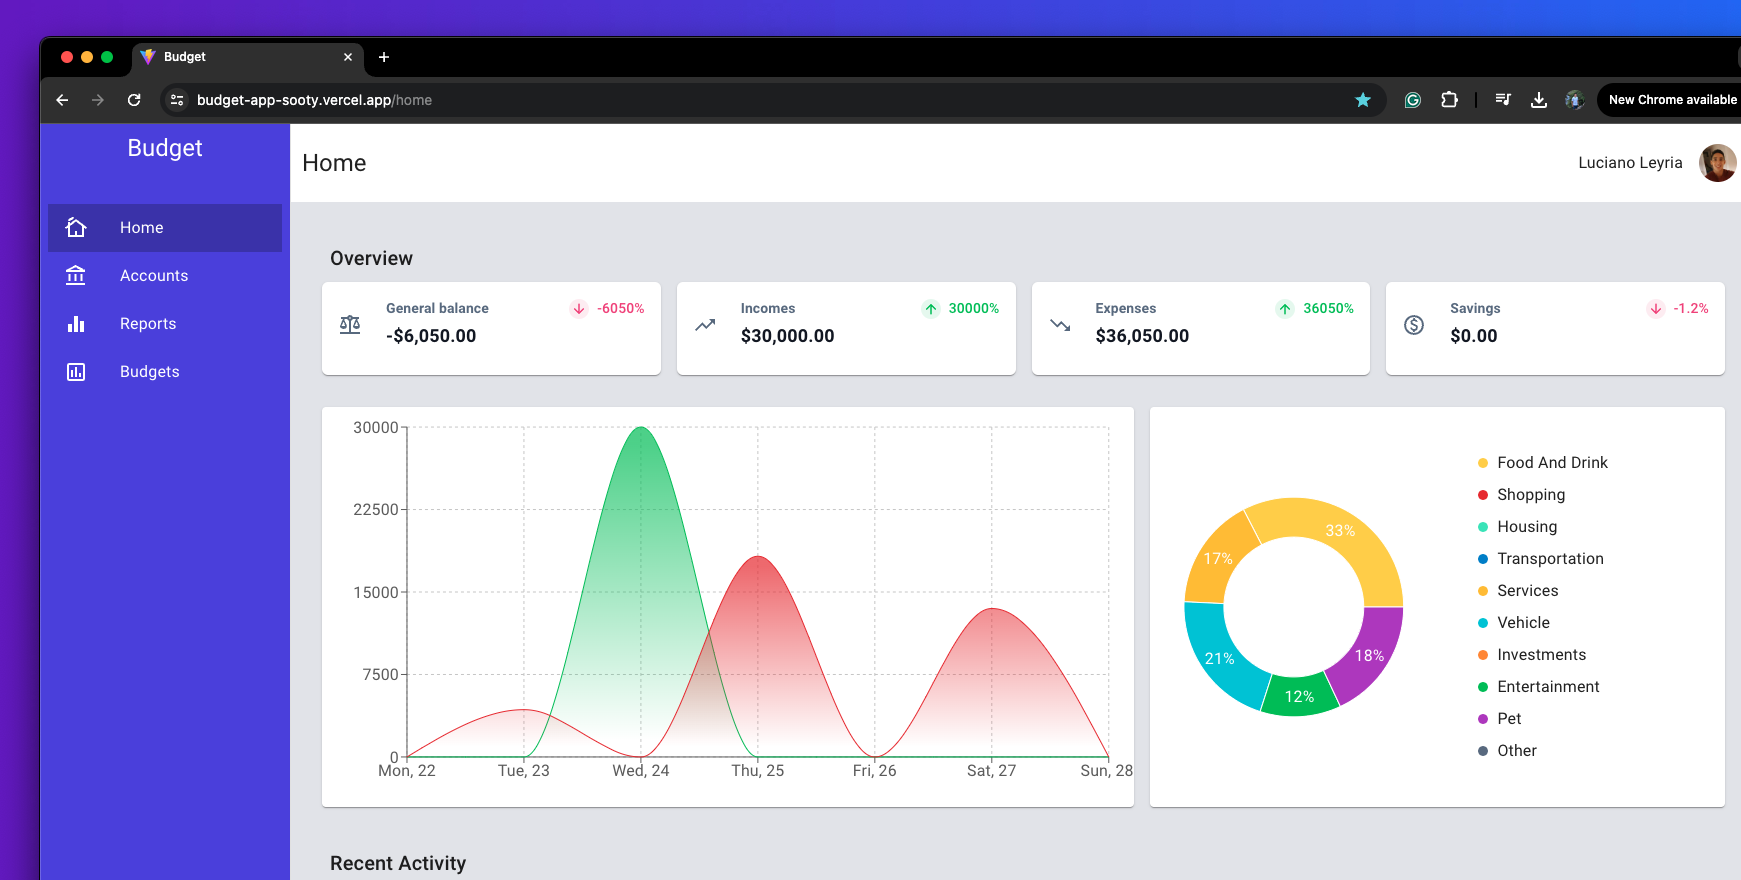 Budget
budget-app-sooty.vercel.app/home
New Chrome available
Budget
Home
Luciano Leyria
Home
Accounts
Reports
Budgets
Overview
General balance
-6050%
-$6,050.00
Incomes
30000%
$30,000.00
Expenses
36050%
$36,050.00
Savings
-1.2%
$0.00
30000
22500
15000
7500
0
Mon, 22
Tue, 23
Wed, 24
Thu, 25
Fri, 26
Sat, 27
Sun, 28
33%
17%
21%
12%
18%
Food And Drink
Shopping
Housing
Transportation
Services
Vehicle
Investments
Entertainment
Pet
Other
Recent Activity